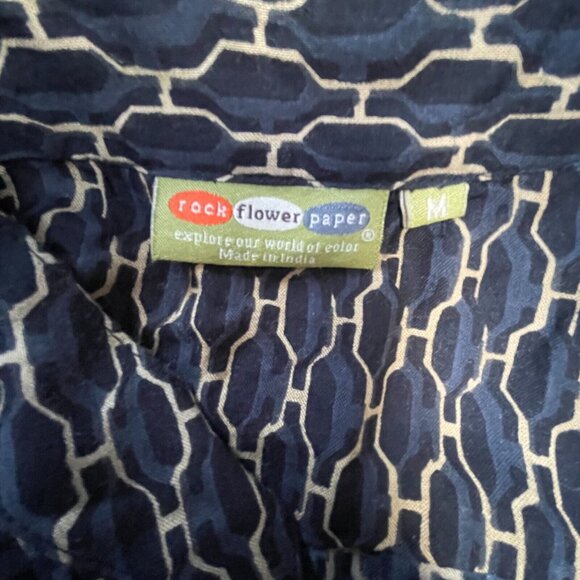 rock flower paper
explore our world of color ®
Made in India
M